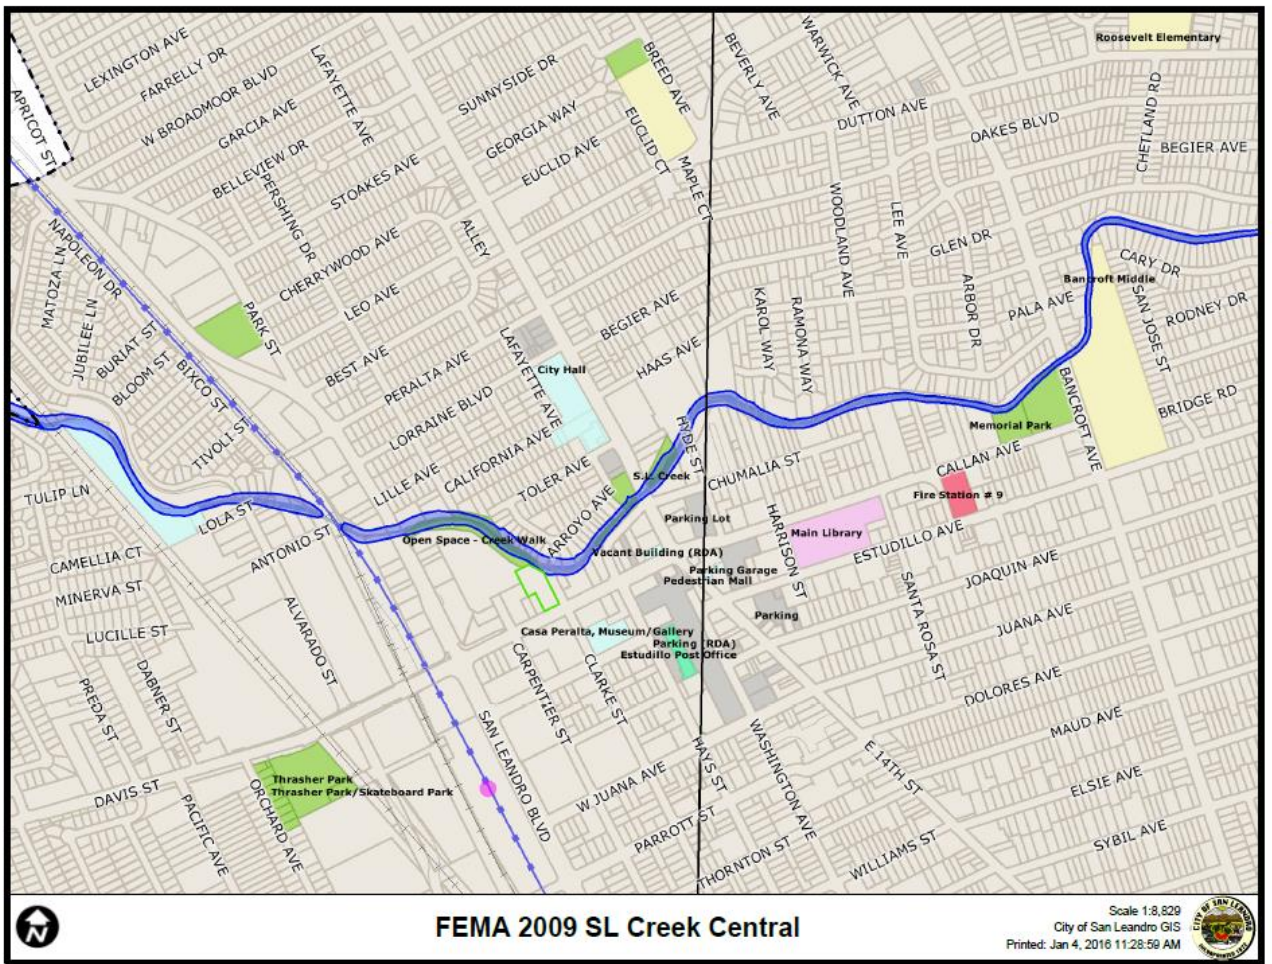 LEXINGTON AVE
FARRELLY DR
W BROADMOOR BLVD
GARCIA AVE
BELLEVIEW DR
LAFAYETTE AVE
SUNNYSIDE DR
GEORGIA WAY
EUCLID AVE
BREED AVE
EUCLID CT
MAPLE CT
BEVERLY AVE
WARWICK AVE
Roosevelt Elementary
DUTTON AVE
OAKES BLVD
CHETLAND RD
BEGIER AVE
APRICOT ST
PERSHING DR
STOAKES AVE
ALLEY
CHERRYWOOD AVE
LEO AVE
WOODLAND AVE
LEE AVE
GLEN DR
ARBOR DR
Bancroft Middle
CARY DR
SAN JOSE ST
RODNEY DR
PALA AVE
NAPOLEON DR
MATOZA LN
JUBILEE LN
BURIAT ST
BLOOM ST
BIXCO ST
PARK ST
BEST AVE
PERALTA AVE
LAFAYETTE AVE
BEGIER AVE
HAAS AVE
KAROL WAY
RAMONA WAY
City Hall
LORRAINE BLVD
CALIFORNIA AVE
TIVOLI ST
LILLE AVE
TOLER AVE
HYDE ST
BANCROFT AVE
BRIDGE RD
Memorial Park
CALLAN AVE
CHUMALIA ST
S.L. Creek
Fire Station # 9
TULIP LN
LOLA ST
ARROYO AVE
Parking Lot
HARRISON ST
Main Library
ESTUDILLO AVE
ANTONIO ST
Open Space - Creek Walk
Vacant Building (RDA)
Parking Garage
Pedestrian Mall
CAMELLIA CT
JOAQUIN AVE
MINERVA ST
SANTA ROSA ST
JUANA AVE
Parking
LUCILLE ST
ALVARADO ST
Casa Peralta, Museum/Gallery
Parking (RDA)
Estudillo Post Office
DABNER ST
PREDA ST
CARPENTIER ST
CLARKE ST
DOLORES AVE
MAUD AVE
SAN LEANDRO BLVD
HAYS ST
WASHINGTON AVE
E 14TH ST
Thrasher Park
Thrasher Park/Skateboard Park
DAVIS ST
PACIFIC AVE
ORCHARD AVE
W JUANA AVE
ELSIE AVE
PARROTT ST
THORNTON ST
WILLIAMS ST
SYBIL AVE
N
FEMA 2009 SL Creek Central
Scale 1:8,829
City of San Leandro GIS
Printed: Jan 4, 2016 11:28:59 AM
CITY OF SAN LEANDRO